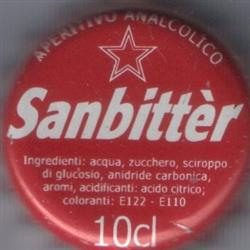 APERITIVO ANALCOLICO
Sanbittèr
Ingredienti: acqua, zucchero, sciroppo
di glucosio, anidride carbonica,
aromi, acidificanti: acido citrico;
coloranti: E122 - E110
10cl